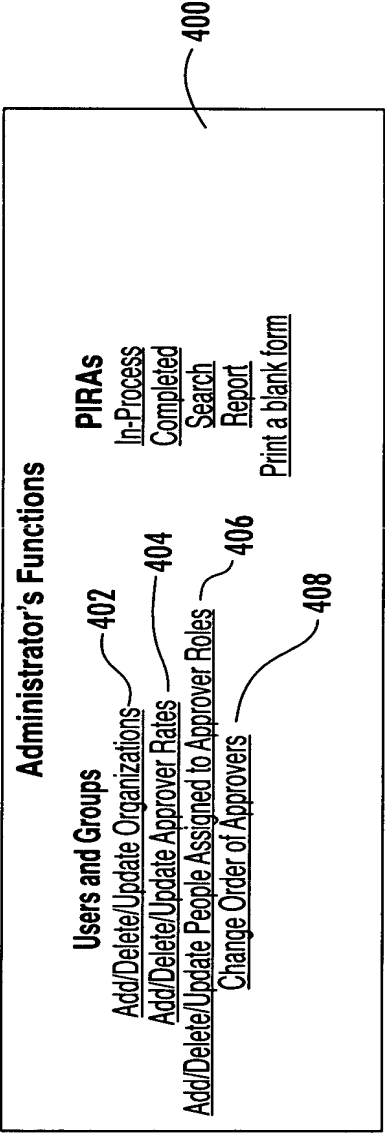 Administrator's Functions
Users and Groups
Add/Delete/Update Organizations
402
Add/Delete/Update Approver Rates
404
Add/Delete/Update People Assigned to Approver Roles
406
Change Order of Approvers
408
PIRAs
In-Process
Completed
Search
Report
Print a blank form
400